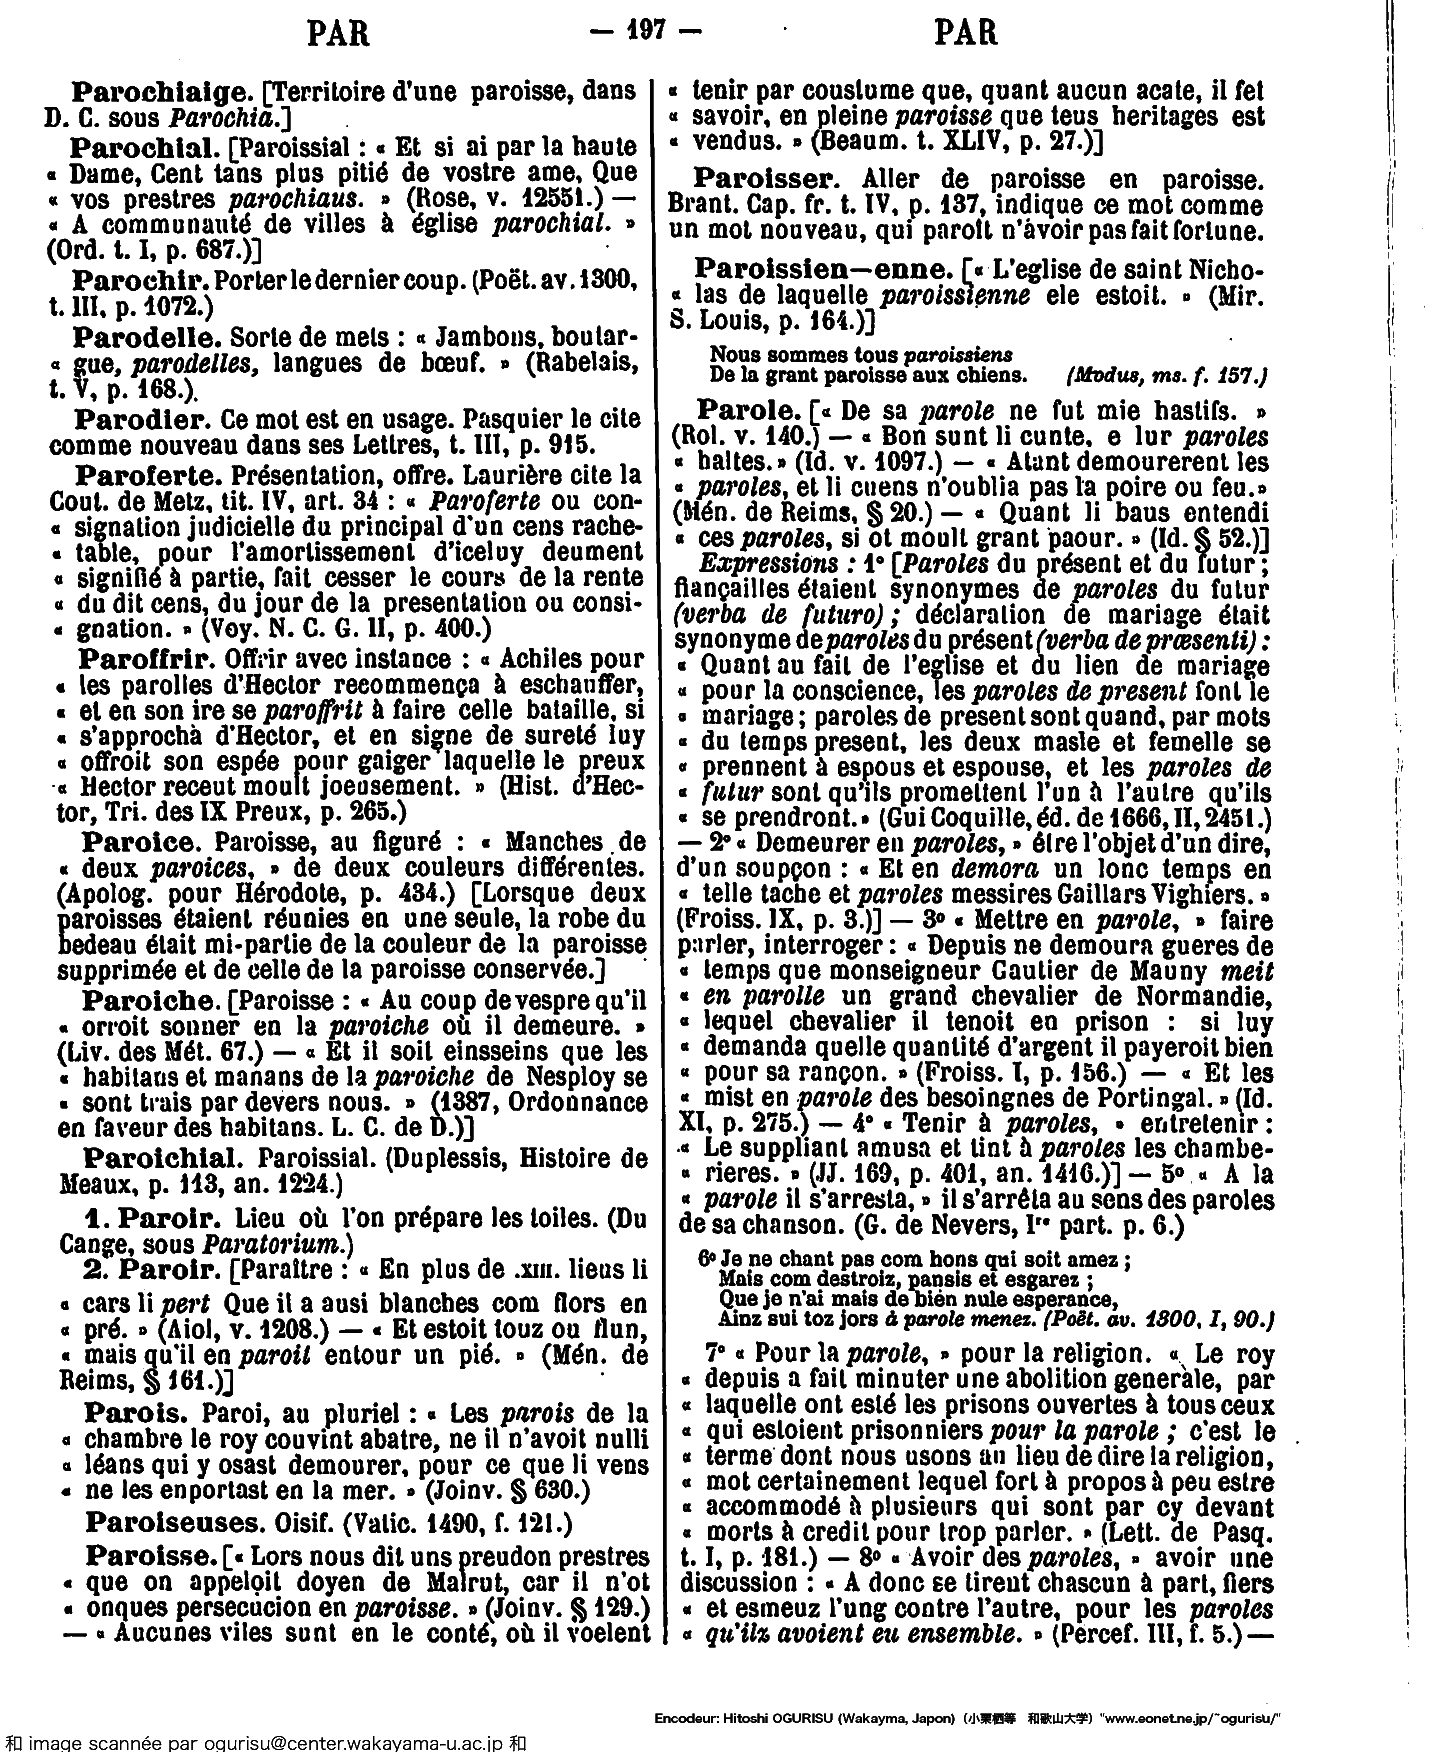 PAR — 197 — PAR
Parochiaige. [Territoire d'une paroisse, dans
D. C. sous Parochia.]
Parochial. [Paroissial : « Et si ai par la haute
« Dame, Cent tans plus pitié de vostre ame, Que
« vos prestres parochiaus. » (Rose, v. 12551.) —
« A communauté de villes à église parochial. »
(Ord. t. I, p. 687.)]
Parochir. Porter le dernier coup. (Poët. av. 1300,
t. III, p. 1072.)
Parodelle. Sorte de mets : « Jambons, boutar-
« gue, parodelles, langues de bœuf. » (Rabelais,
t. V, p. 168.)
Parodier. Ce mot est en usage. Pasquier le cite
comme nouveau dans ses Lettres, t. III, p. 915.
Paroferte. Présentation, offre. Laurière cite la
Cout. de Metz, tit. IV, art. 34 : « Paroferte ou con-
« signation judicielle du principal d'un cens rache-
« table, pour l'amortissement d'iceluy deument
« signifié à partie, fait cesser le cours de la rente
« du dit cens, du jour de la presentation ou consi-
« gnation. » (Voy. N. C. G. II, p. 400.)
Paroffrir. Offrir avec instance : « Achiles pour
« les parolles d'Hector recommença à eschauffer,
« et en son ire se paroffrit à faire celle bataille, si
« s'approcha d'Hector, et en signe de sureté luy
« offroit son espée pour gaiger laquelle le preux
« Hector receut moult joeusement. » (Hist. d'Hec-
tor, Tri. des IX Preux, p. 265.)
Paroice. Paroisse, au figuré : « Manches de
« deux paroices, » de deux couleurs différentes.
(Apolog. pour Hérodote, p. 434.) [Lorsque deux
paroisses étaient réunies en une seule, la robe du
bedeau était mi-partie de la couleur de la paroisse
supprimée et de celle de la paroisse conservée.]
Paroiche. [Paroisse : « Au coup de vespre qu'il
« orroit sonner en la paroiche où il demeure. »
(Liv. des Mét. 67.) — « Et il soit einsseins que les
« habitans et manans de la paroiche de Nesploy se
« sont trais par devers nous. » (1387, Ordonnance
en faveur des habitans. L. C. de D.)]
Paroichial. Paroissial. (Duplessis, Histoire de
Meaux, p. 113, an. 1224.)
1. Paroir. Lieu où l'on prépare les toiles. (Du
Cange, sous Paratorium.)
2. Paroir. [Paraître : « En plus de .XIII. lieus li
« cars li pert Que il a ausi blanches com flors en
« pré. » (Aiol, v. 1208.) — « Et estoit touz ou flun,
« mais qu'il en paroit entour un pié. » (Mén. de
Reims, § 161.)]
Parois. Paroi, au pluriel : « Les parois de la
« chambre le roy couvint abatre, ne il n'avoit nulli
« léans qui y osast demourer, pour ce que li vens
« ne les enportast en la mer. » (Joinv. § 630.)
Paroiseuses. Oisif. (Vatic. 1490, f. 121.)
Paroisse. [« Lors nous dit uns preudon prestres
« que on appeloit doyen de Malrut, car il n'ot
« onques persecucion en paroisse. » (Joinv. § 129.)
— « Aucunes viles sunt en le conté, où il voelent
« tenir par coustume que, quant aucun acate, il fet
« savoir, en pleine paroisse que teus heritages est
« vendus. » (Beaum. t. XLIV, p. 27.)]
Paroisser. Aller de paroisse en paroisse.
Brant. Cap. fr. t. IV, p. 137, indique ce mot comme
un mot nouveau, qui paroît n'avoir pas fait fortune.
Paroissien—enne. [« L'eglise de saint Nicho-
« las de laquelle paroissienne ele estoit. » (Mir.
S. Louis, p. 164.)]
Nous sommes tous paroissiens
De la grant paroisse aux chiens. (Modus, ms. f. 157.)
Parole. [« De sa parole ne fut mie hastifs. »
(Rol. v. 140.) — « Bon sunt li cunte, e lur paroles
« haltes. » (Id. v. 1097.) — « Atant demourerent les
« paroles, et li cuens n'oublia pas la poire ou feu. »
(Mén. de Reims, § 20.) — « Quant li baus entendi
« ces paroles, si ot moult grant paour. » (Id. § 52.)]
Expressions : 1° [Paroles du présent et du futur ;
fiançailles étaient synonymes de paroles du futur
(verba de futuro) ; déclaration de mariage était
synonyme de paroles du présent (verba de præsenti) :
« Quant au fait de l'eglise et du lien de mariage
« pour la conscience, les paroles de present font le
« mariage ; paroles de present sont quand, par mots
« du temps present, les deux masle et femelle se
« prennent à espous et espouse, et les paroles de
« futur sont qu'ils promettent l'un à l'autre qu'ils
« se prendront. » (Gui Coquille, éd. de 1666, II, 2451.)
— 2° « Demeurer en paroles, » être l'objet d'un dire,
d'un soupçon : « Et en demora un lonc temps en
« telle tache et paroles messires Gaillars Vighiers. »
(Froiss. IX, p. 3.)] — 3° « Mettre en parole, » faire
parler, interroger : « Depuis ne demoura gueres de
« temps que monseigneur Gautier de Mauny meit
« en parolle un grand chevalier de Normandie,
« lequel chevalier il tenoit en prison : si luy
« demanda quelle quantité d'argent il payeroit bien
« pour sa rançon. » (Froiss. I, p. 156.) — « Et les
« mist en parole des besoingnes de Portingal. » (Id.
XI, p. 275.) — 4° « Tenir à paroles, » entretenir :
« Le suppliant amusa et tint à paroles les chambe-
« rieres. » (JJ. 169, p. 401, an. 1416.)] — 5° « A la
« parole il s'arresta, » il s'arrêta au sens des paroles
de sa chanson. (G. de Nevers, Ire part. p. 6.)
6° Je ne chant pas com hons qui soit amez ;
Mais com destroiz, pansis et esgarez ;
Que je n'ai mais de bien nule esperance,
Ainz sui toz jors à parole menez. (Poët. av. 1300, I, 90.)
7° « Pour la parole, » pour la religion. « Le roy
« depuis a fait minuter une abolition generale, par
« laquelle ont esté les prisons ouvertes à tous ceux
« qui estoient prisonniers pour la parole ; c'est le
« terme dont nous usons au lieu de dire la religion,
« mot certainement lequel fort à propos à peu estre
« accommodé à plusieurs qui sont par cy devant
« morts à credit pour trop parler. » (Lett. de Pasq.
t. I, p. 181.) — 8° « Avoir des paroles, » avoir une
discussion : « A donc se tirent chascun à part, fiers
« et esmeuz l'ung contre l'autre, pour les paroles
« qu'ilz avoient eu ensemble. » (Percef. III, f. 5.) —
Encodeur: Hitoshi OGURISU (Wakayma, Japon) (小栗栖等 和歌山大学) "www.eonet.ne.jp/~ogurisu/"
和 image scannée par ogurisu@center.wakayama-u.ac.jp 和